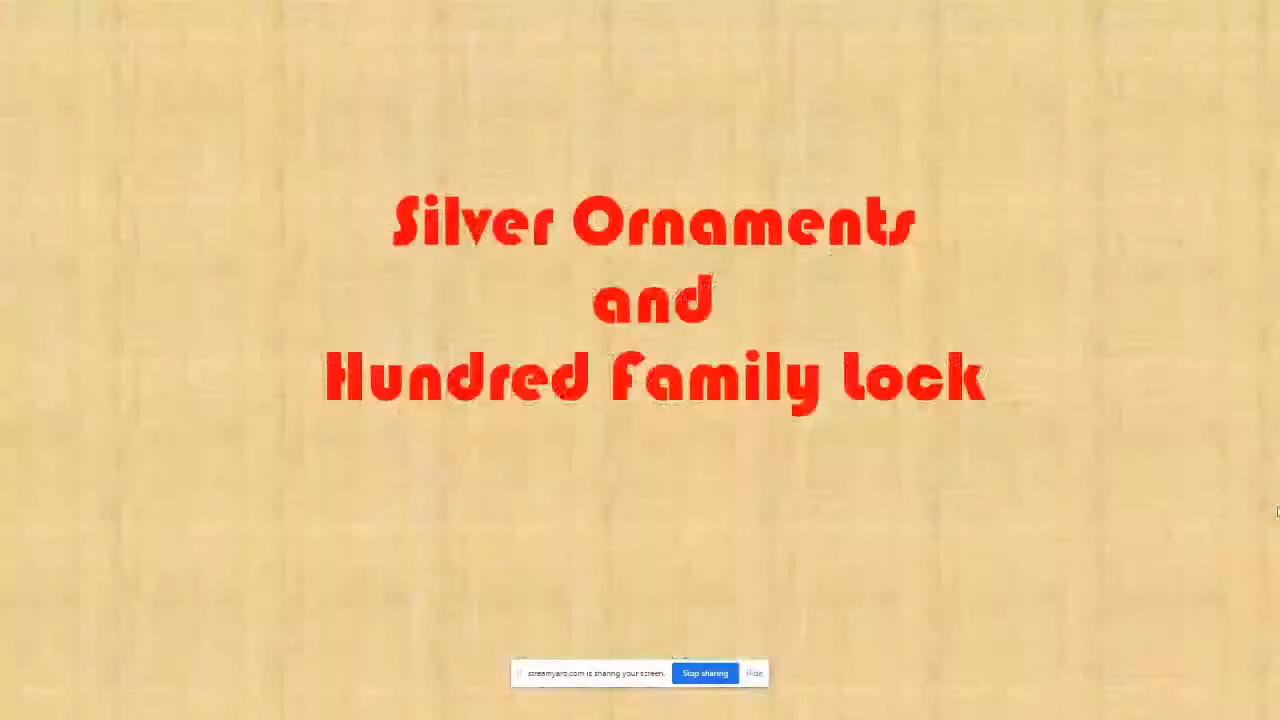 Silver Ornaments
and
Hundred Family Lock
streamyard.com is sharing your screen.
Stop sharing
Hide